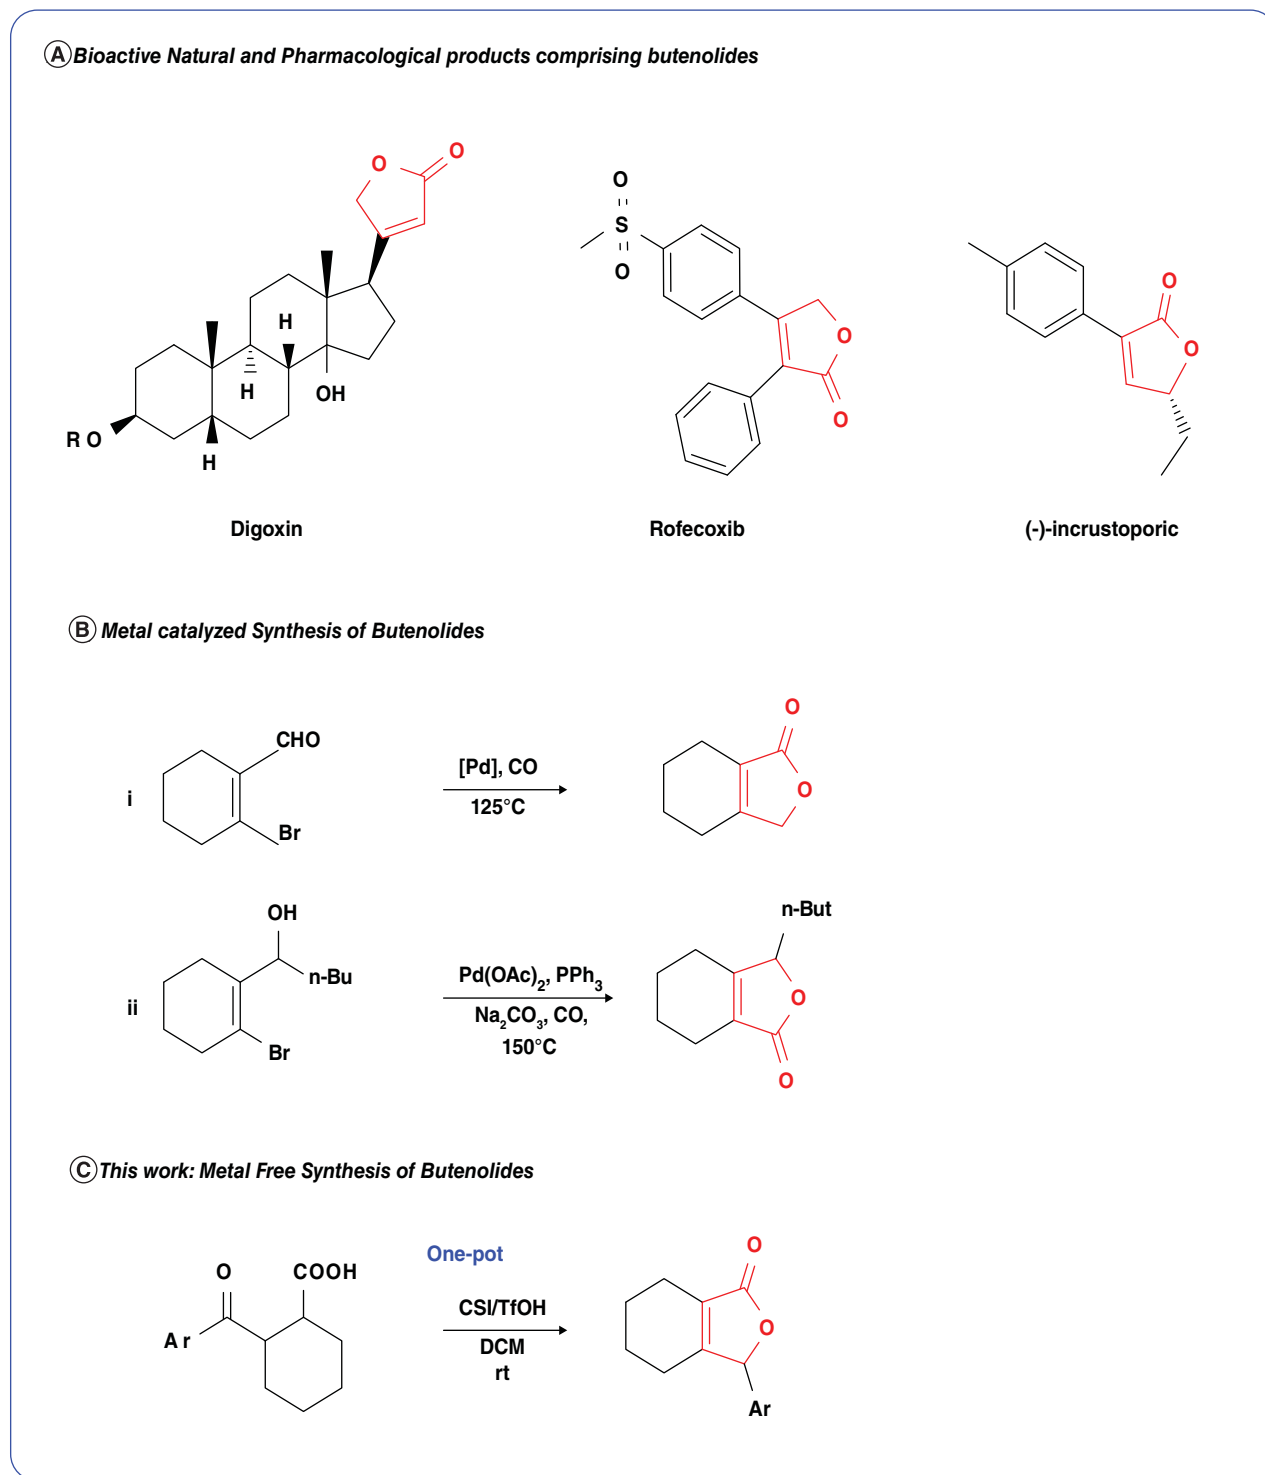 A Bioactive Natural and Pharmacological products comprising butenolides
O
O
H
H
OH
R O
H
O
S
O
O
O
O
O
Digoxin
Rofecoxib
(-)-incrustoporic
B Metal catalyzed Synthesis of Butenolides
i
CHO
Br
[Pd], CO
125°C
O
O
ii
OH
n-Bu
Br
Pd(OAc)2, PPh3
Na2CO3, CO,
150°C
n-But
O
O
C This work: Metal Free Synthesis of Butenolides
O
COOH
Ar
One-pot
CSI/TfOH
DCM
rt
O
O
Ar